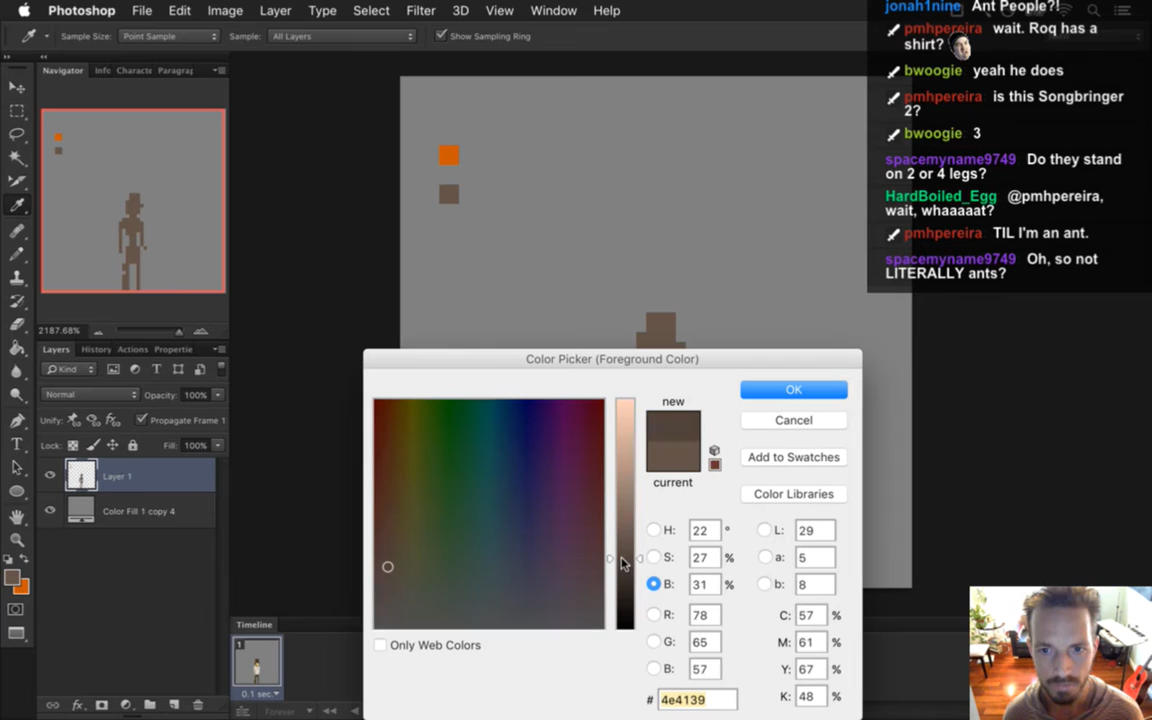 Photoshop File Edit Image Layer Type Select Filter 3D View Window Help
Sample Size: Point Sample Sample: All Layers Show Sampling Ring
Navigator Info Characte Paragraç
2187.68%
Layers History Actions Propertie
Kind
Normal Opacity: 100%
Unify: Propagate Frame 1
Lock: Fill: 100%
Layer 1
Color Fill 1 copy 4
fx
Timeline
1
0.1 sec.
Forever
Color Picker (Foreground Color)
new
current
OK
Cancel
Add to Swatches
Color Libraries
H: 22 °
S: 27 %
B: 31 %
R: 78
G: 65
B: 57
# 4e4139
L: 29
a: 5
b: 8
C: 57 %
M: 61 %
Y: 67 %
K: 48 %
Only Web Colors
jonah1nine Ant People?!
pmhpereira wait. Roq has a
shirt?
bwoogie yeah he does
pmhpereira is this Songbringer
2?
bwoogie 3
spacemyname9749 Do they stand
on 2 or 4 legs?
HardBoiled_Egg @pmhpereira,
wait, whaaaaat?
pmhpereira TIL I'm an ant.
spacemyname9749 Oh, so not
LITERALLY ants?